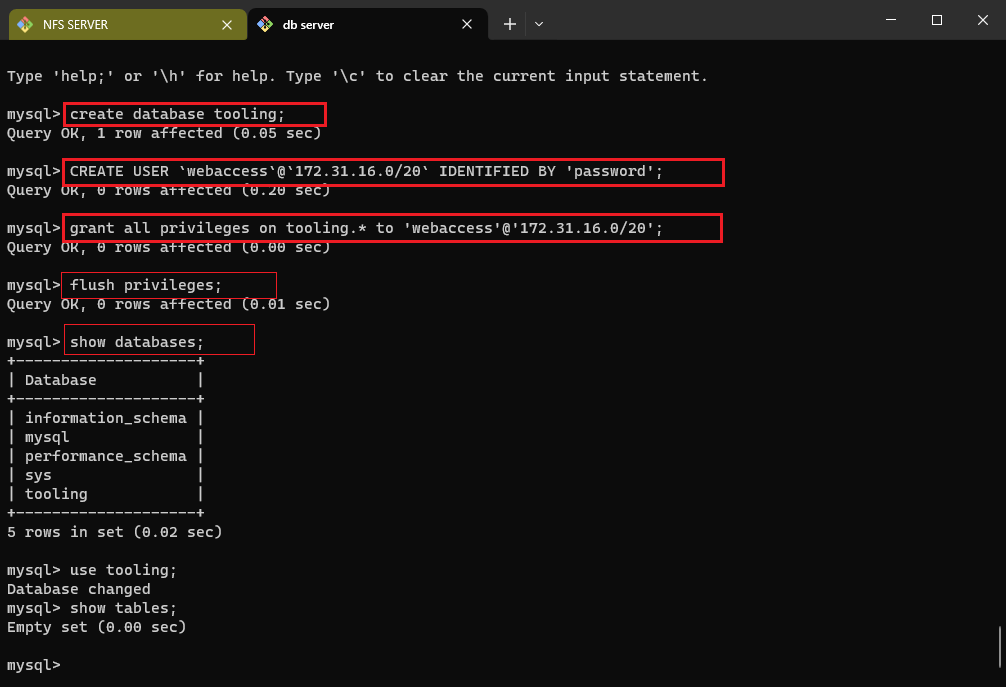 NFS SERVER
db server
Type 'help;' or '\h' for help. Type '\c' to clear the current input statement.
mysql> create database tooling;
Query OK, 1 row affected (0.05 sec)
mysql> CREATE USER `webaccess`@`172.31.16.0/20` IDENTIFIED BY 'password';
Query OK, 0 rows affected (0.20 sec)
mysql> grant all privileges on tooling.* to 'webaccess'@'172.31.16.0/20';
Query OK, 0 rows affected (0.00 sec)
mysql> flush privileges;
Query OK, 0 rows affected (0.01 sec)
mysql> show databases;
+--------------------+
| Database           |
+--------------------+
| information_schema |
| mysql              |
| performance_schema |
| sys                |
| tooling            |
+--------------------+
5 rows in set (0.02 sec)
mysql> use tooling;
Database changed
mysql> show tables;
Empty set (0.00 sec)
mysql>